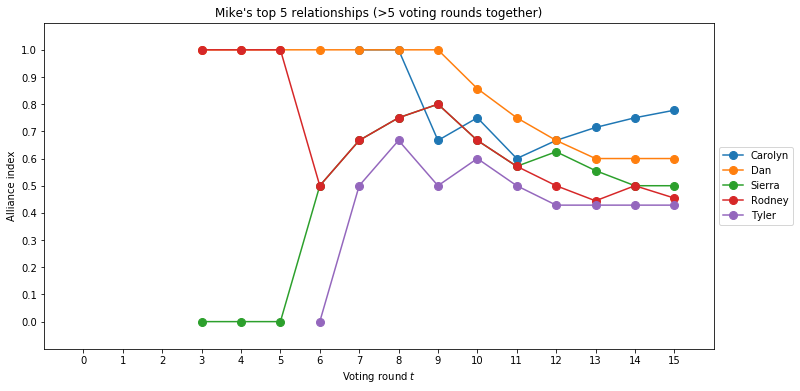 Mike's top 5 relationships (>5 voting rounds together)
1.0
0.9
0.8
0.7
0.6
0.5
0.4
0.3
0.2
0.1
0.0
Alliance index
0 1 2 3 4 5 6 7 8 9 10 11 12 13 14 15
Voting round t
Carolyn
Dan
Sierra
Rodney
Tyler